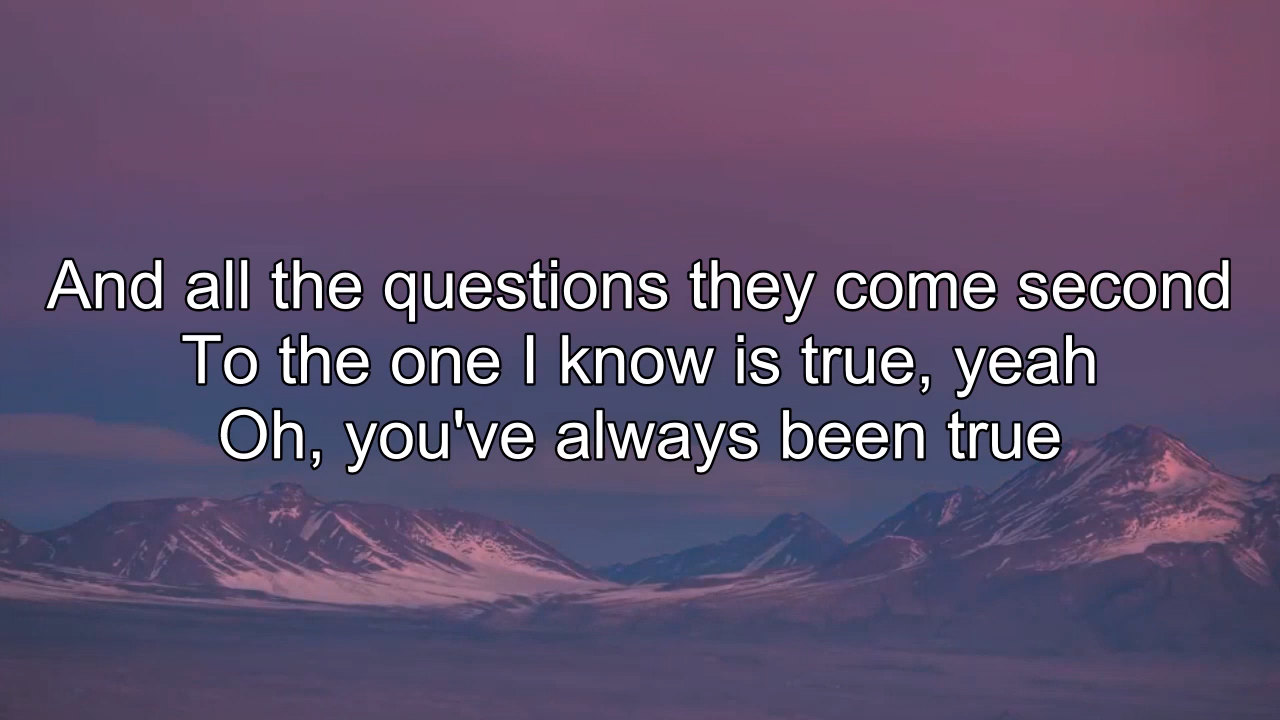 And all the questions they come second
To the one I know is true, yeah
Oh, you've always been true